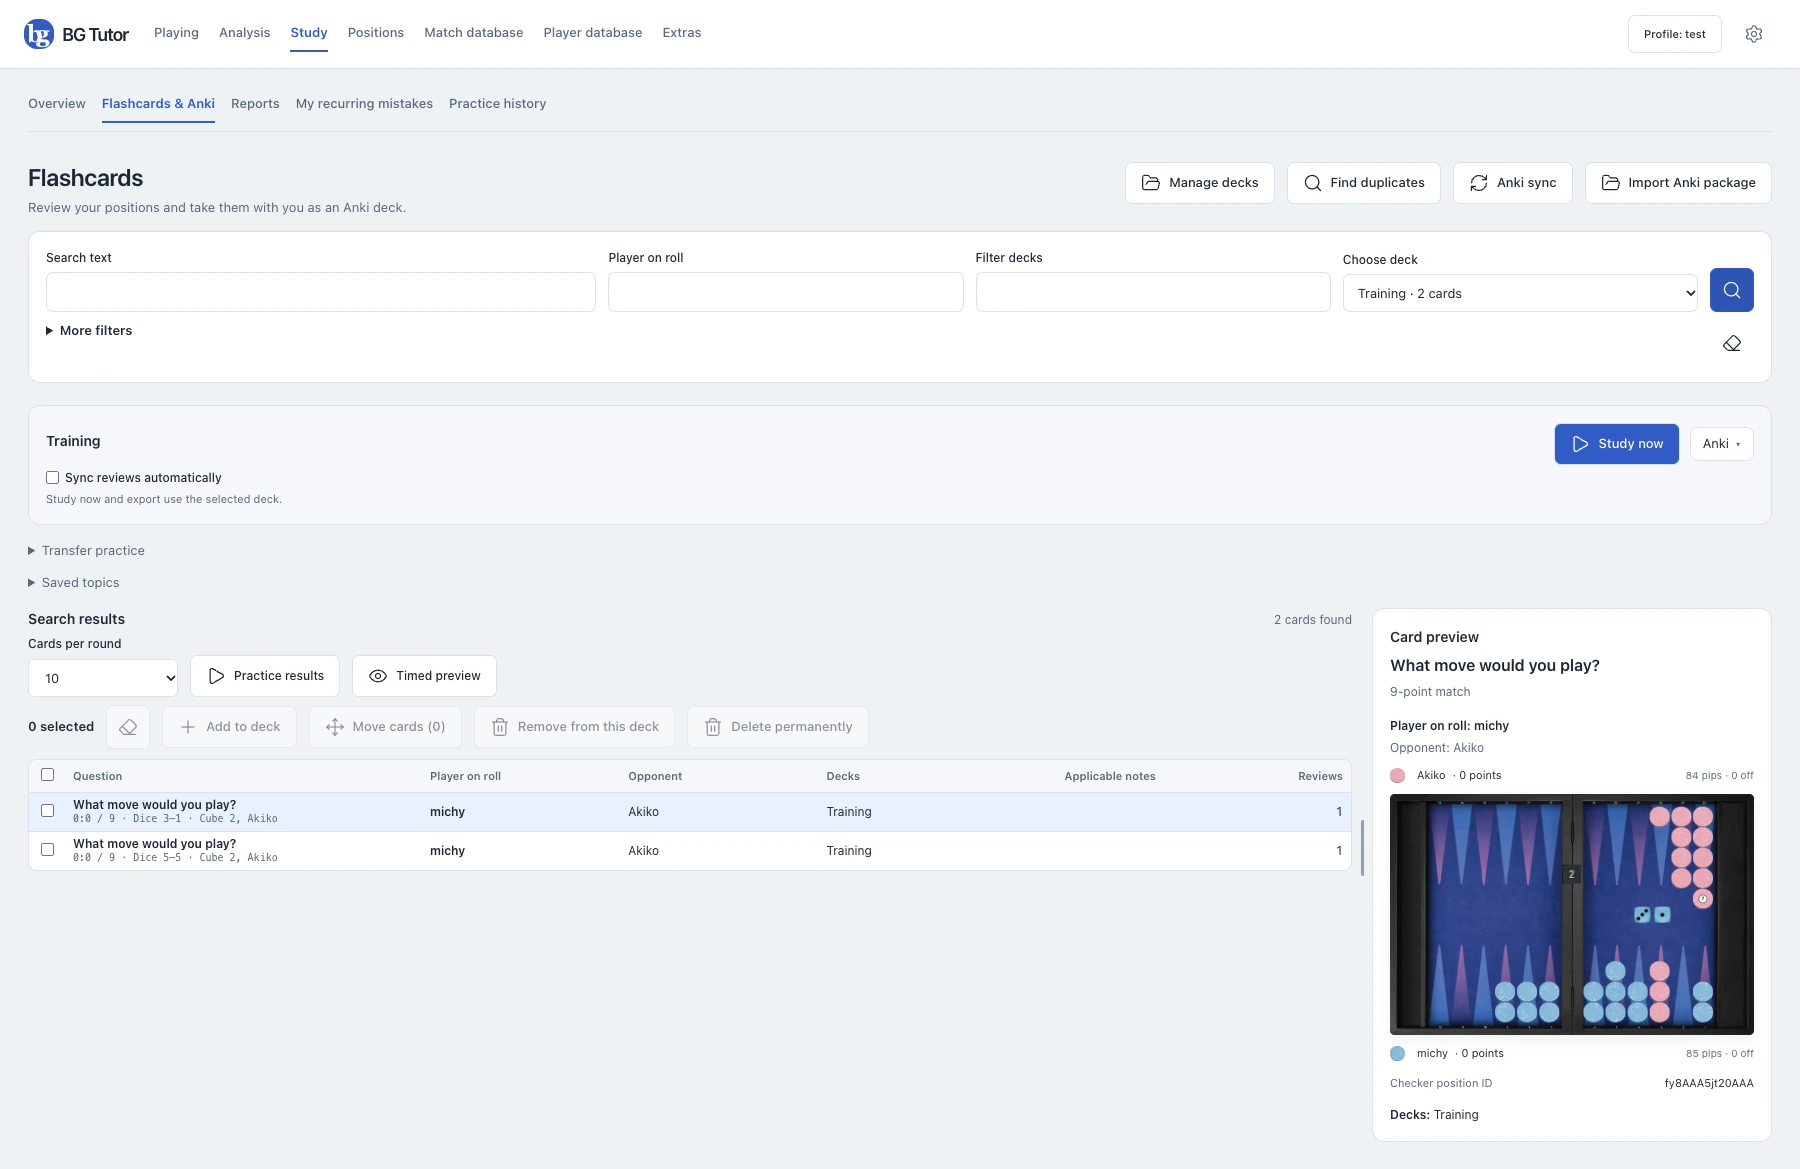 bg BG Tutor Playing Analysis Study Positions Match database Player database Extras Profile: test
Overview Flashcards & Anki Reports My recurring mistakes Practice history
Flashcards
Review your positions and take them with you as an Anki deck.
Manage decks Find duplicates Anki sync Import Anki package
Search text Player on roll Filter decks Choose deck
Training · 2 cards
More filters
Training
Study now Anki
Sync reviews automatically
Study now and export use the selected deck.
Transfer practice
Saved topics
Search results 2 cards found
Cards per round
10 Practice results Timed preview
0 selected Add to deck Move cards (0) Remove from this deck Delete permanently
Question Player on roll Opponent Decks Applicable notes Reviews
What move would you play?
0:0 / 9 · Dice 3–1 · Cube 2, Akiko
michy Akiko Training 1
What move would you play?
0:0 / 9 · Dice 5–5 · Cube 2, Akiko
michy Akiko Training 1
Card preview
What move would you play?
9-point match
Player on roll: michy
Opponent: Akiko
Akiko · 0 points 84 pips · 0 off
2
michy · 0 points 85 pips · 0 off
Checker position ID fy8AAA5jt20AAA
Decks: Training